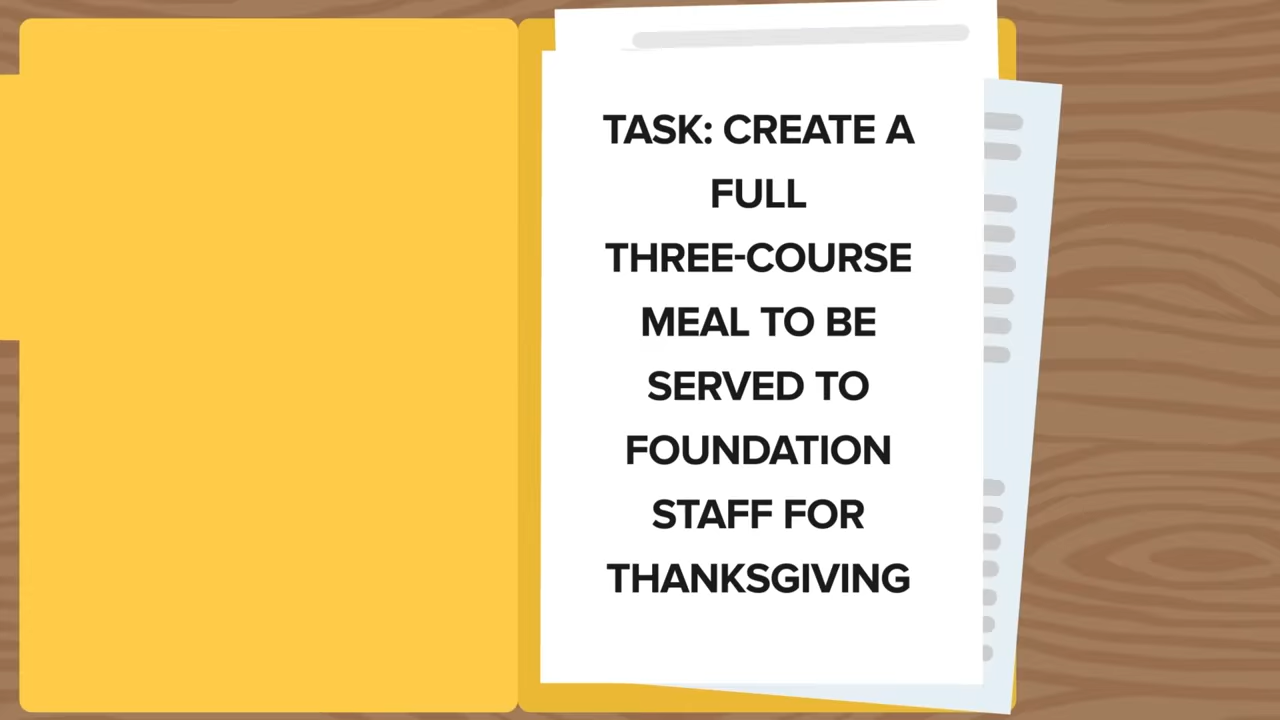 TASK: CREATE A
FULL
THREE-COURSE
MEAL TO BE
SERVED TO
FOUNDATION
STAFF FOR
THANKSGIVING